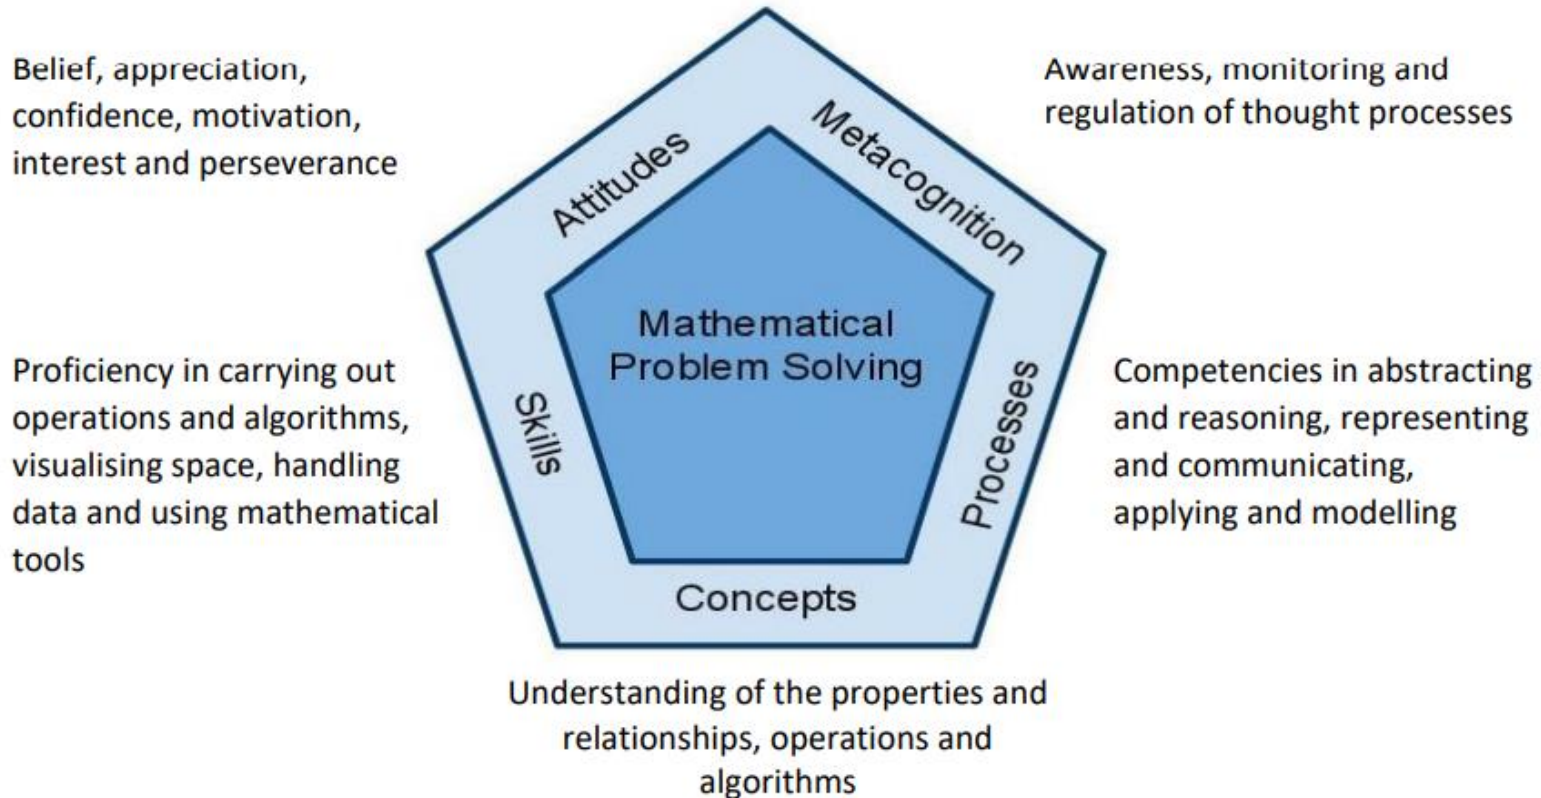 Belief, appreciation,
confidence, motivation,
interest and perseverance
Attitudes
Metacognition
Awareness, monitoring and
regulation of thought processes
Mathematical
Problem Solving
Proficiency in carrying out
operations and algorithms,
visualising space, handling
data and using mathematical
tools
Skills
Processes
Competencies in abstracting
and reasoning, representing
and communicating,
applying and modelling
Concepts
Understanding of the properties and
relationships, operations and
algorithms